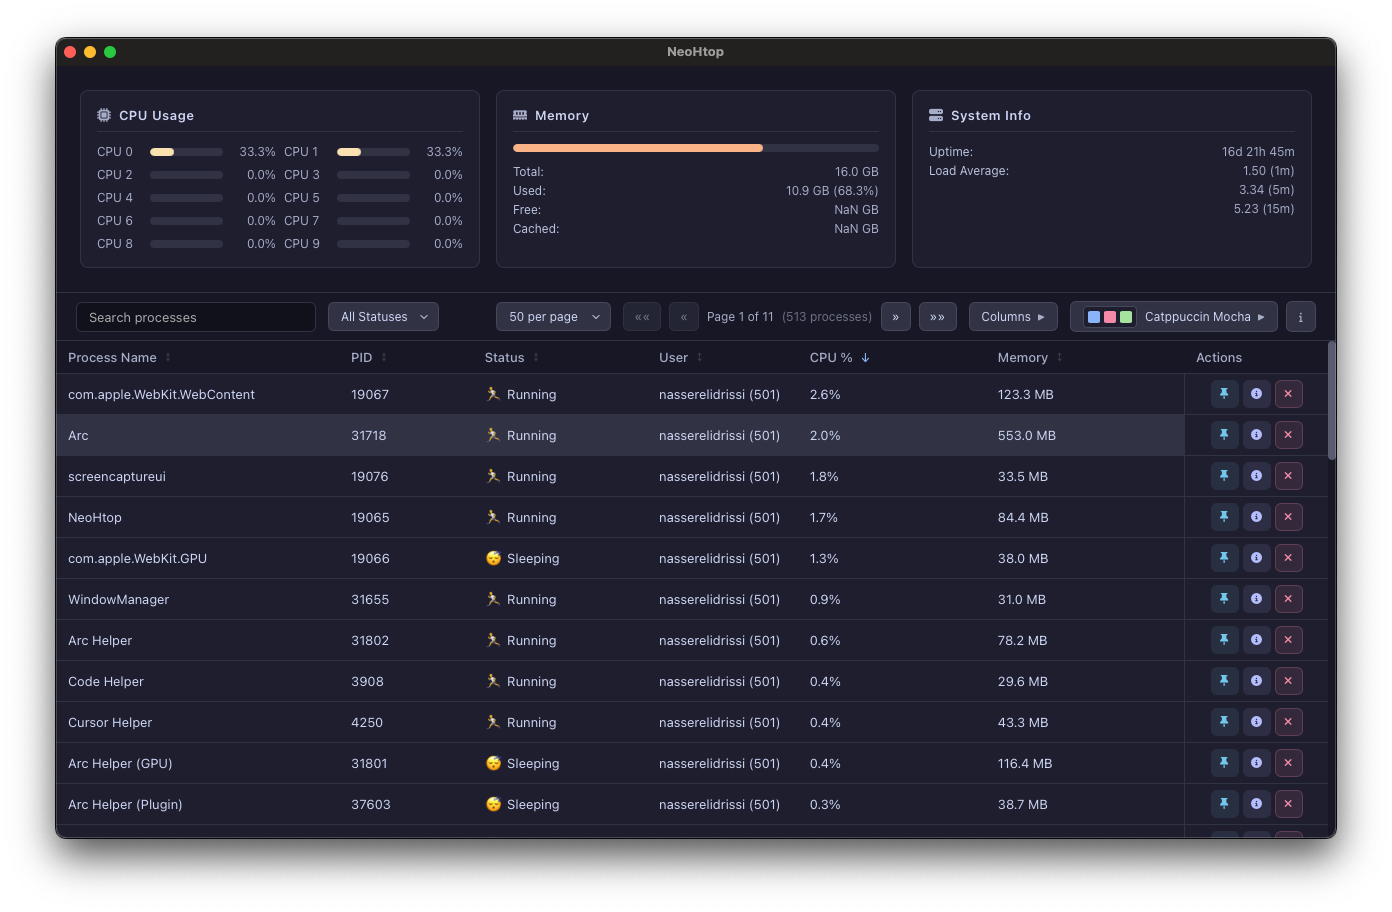 NeoHtop
CPU Usage
CPU 0 33.3% CPU 1 33.3%
CPU 2 0.0% CPU 3 0.0%
CPU 4 0.0% CPU 5 0.0%
CPU 6 0.0% CPU 7 0.0%
CPU 8 0.0% CPU 9 0.0%
Memory
Total: 16.0 GB
Used: 10.9 GB (68.3%)
Free: NaN GB
Cached: NaN GB
System Info
Uptime: 16d 21h 45m
Load Average: 1.50 (1m)
3.34 (5m)
5.23 (15m)
Search processes All Statuses 50 per page «« « Page 1 of 11 (513 processes) » »» Columns ▸ Catppuccin Mocha ▸ i
Process Name PID Status User CPU % ↓ Memory Actions
com.apple.WebKit.WebContent 19067 🏃 Running nasserelidrissi (501) 2.6% 123.3 MB
Arc 31718 🏃 Running nasserelidrissi (501) 2.0% 553.0 MB
screencaptureui 19076 🏃 Running nasserelidrissi (501) 1.8% 33.5 MB
NeoHtop 19065 🏃 Running nasserelidrissi (501) 1.7% 84.4 MB
com.apple.WebKit.GPU 19066 😴 Sleeping nasserelidrissi (501) 1.3% 38.0 MB
WindowManager 31655 🏃 Running nasserelidrissi (501) 0.9% 31.0 MB
Arc Helper 31802 🏃 Running nasserelidrissi (501) 0.6% 78.2 MB
Code Helper 3908 🏃 Running nasserelidrissi (501) 0.4% 29.6 MB
Cursor Helper 4250 🏃 Running nasserelidrissi (501) 0.4% 43.3 MB
Arc Helper (GPU) 31801 😴 Sleeping nasserelidrissi (501) 0.4% 116.4 MB
Arc Helper (Plugin) 37603 😴 Sleeping nasserelidrissi (501) 0.3% 38.7 MB